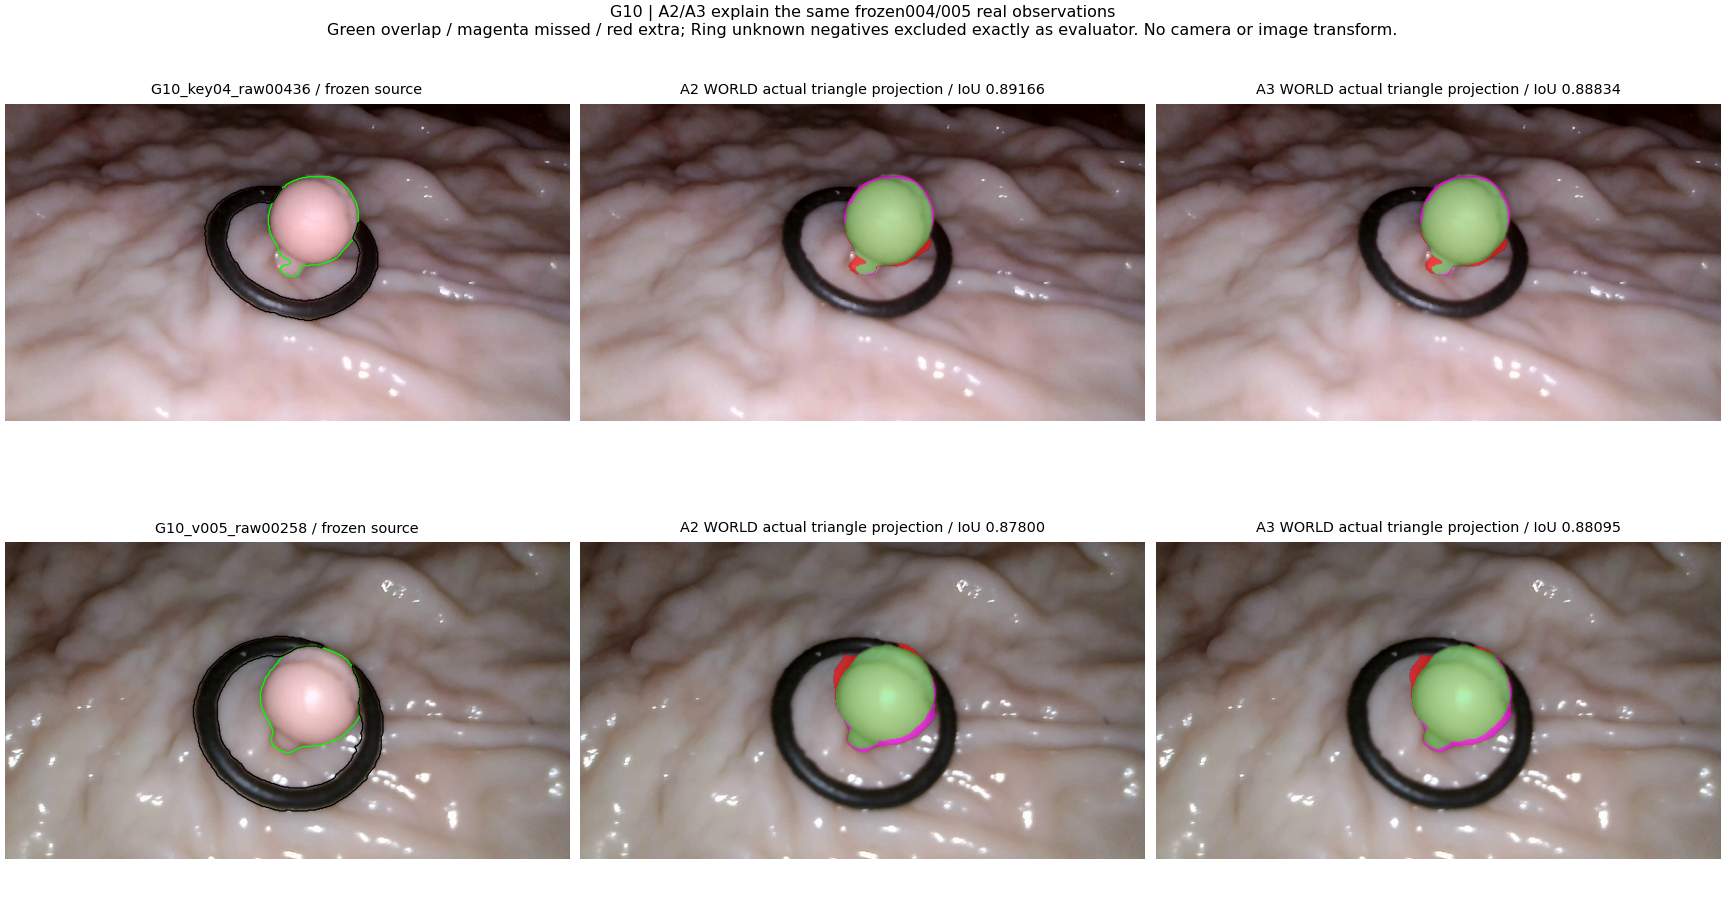 G10 | A2/A3 explain the same frozen004/005 real observations
Green overlap / magenta missed / red extra; Ring unknown negatives excluded exactly as evaluator. No camera or image transform.
G10_key04_raw00436 / frozen source
A2 WORLD actual triangle projection / IoU 0.89166
A3 WORLD actual triangle projection / IoU 0.88834
G10_v005_raw00258 / frozen source
A2 WORLD actual triangle projection / IoU 0.87800
A3 WORLD actual triangle projection / IoU 0.88095